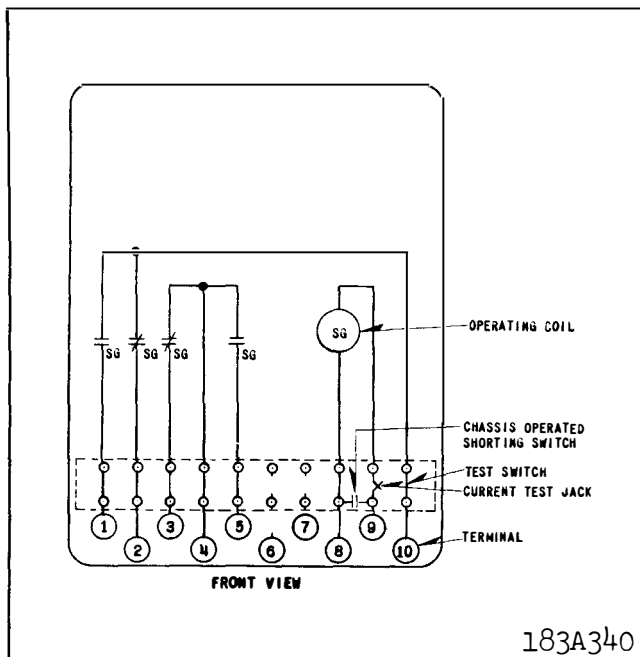 SG SG SG SG
SG
OPERATING COIL
CHASSIS OPERATED
SHORTING SWITCH
TEST SWITCH
CURRENT TEST JACK
1 3 5 7 9
2 4 6 8 10
TERMINAL
FRONT VIEW
183A340